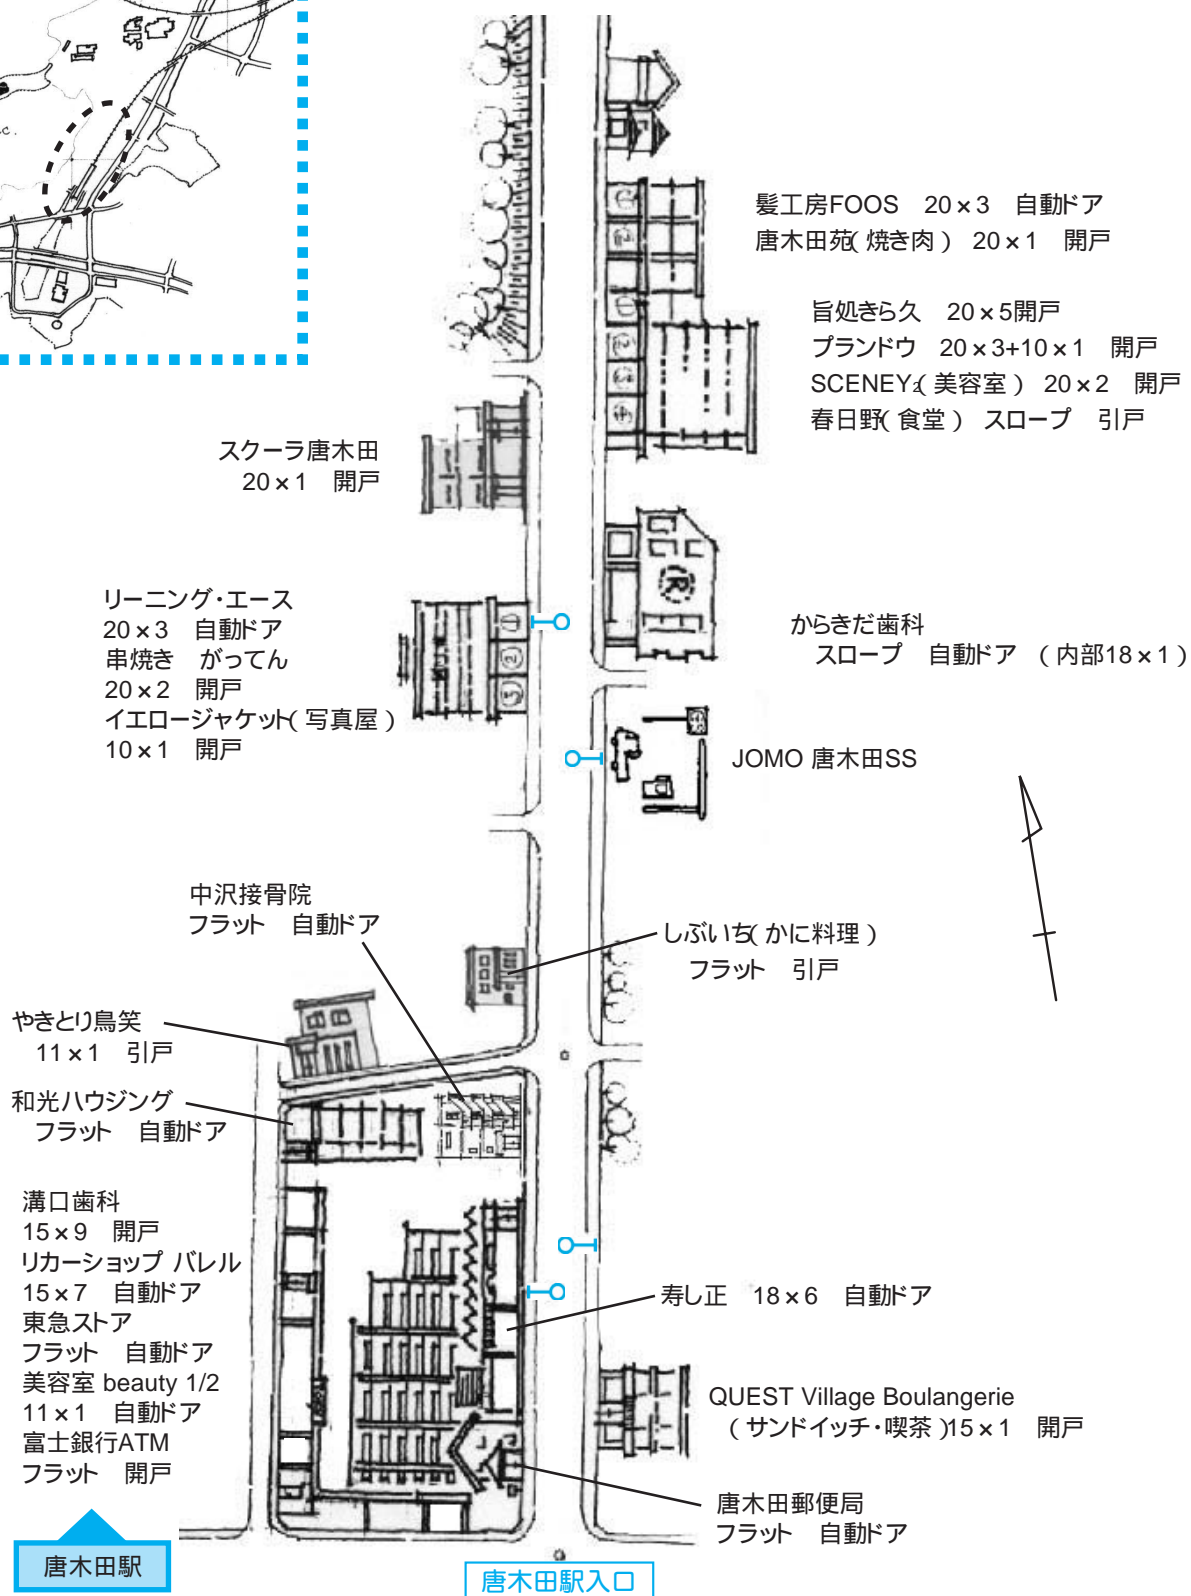 c.
髪工房FOOS 20×3 自動ドア
唐木田苑(焼き肉) 20×1 開戸
旨処きら久 20×5開戸
プランドウ 20×3+10×1 開戸
SCENEY2(美容室) 20×2 開戸
春日野(食堂) スロープ 引戸
スクーラ唐木田
20×1 開戸
リーニング・エース
20×3 自動ドア
串焼き がってん
20×2 開戸
イエロージャケット(写真屋)
10×1 開戸
① ② ③
R
からきだ歯科
スロープ 自動ドア (内部18×1)
JOMO 唐木田SS
中沢接骨院
フラット 自動ドア
しぶいち(かに料理)
フラット 引戸
やきとり鳥笑
11×1 引戸
和光ハウジング
フラット 自動ドア
溝口歯科
15×9 開戸
リカーショップ バレル
15×7 自動ドア
東急ストア
フラット 自動ドア
美容室 beauty 1/2
11×1 自動ドア
富士銀行ATM
フラット 開戸
寿し正 18×6 自動ドア
QUEST Village Boulangerie
(サンドイッチ・喫茶)15×1 開戸
唐木田郵便局
フラット 自動ドア
唐木田駅
唐木田駅入口